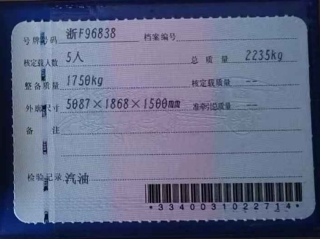 号牌号码 浙F96838 档案编号
核定载人数 5人 总质量 2235kg
整备质量 1750kg 核定载质量 --
外廓尺寸 5087×1868×1500mm 准牵引总质量 --
备注
检验记录 汽油
*3340031022714*